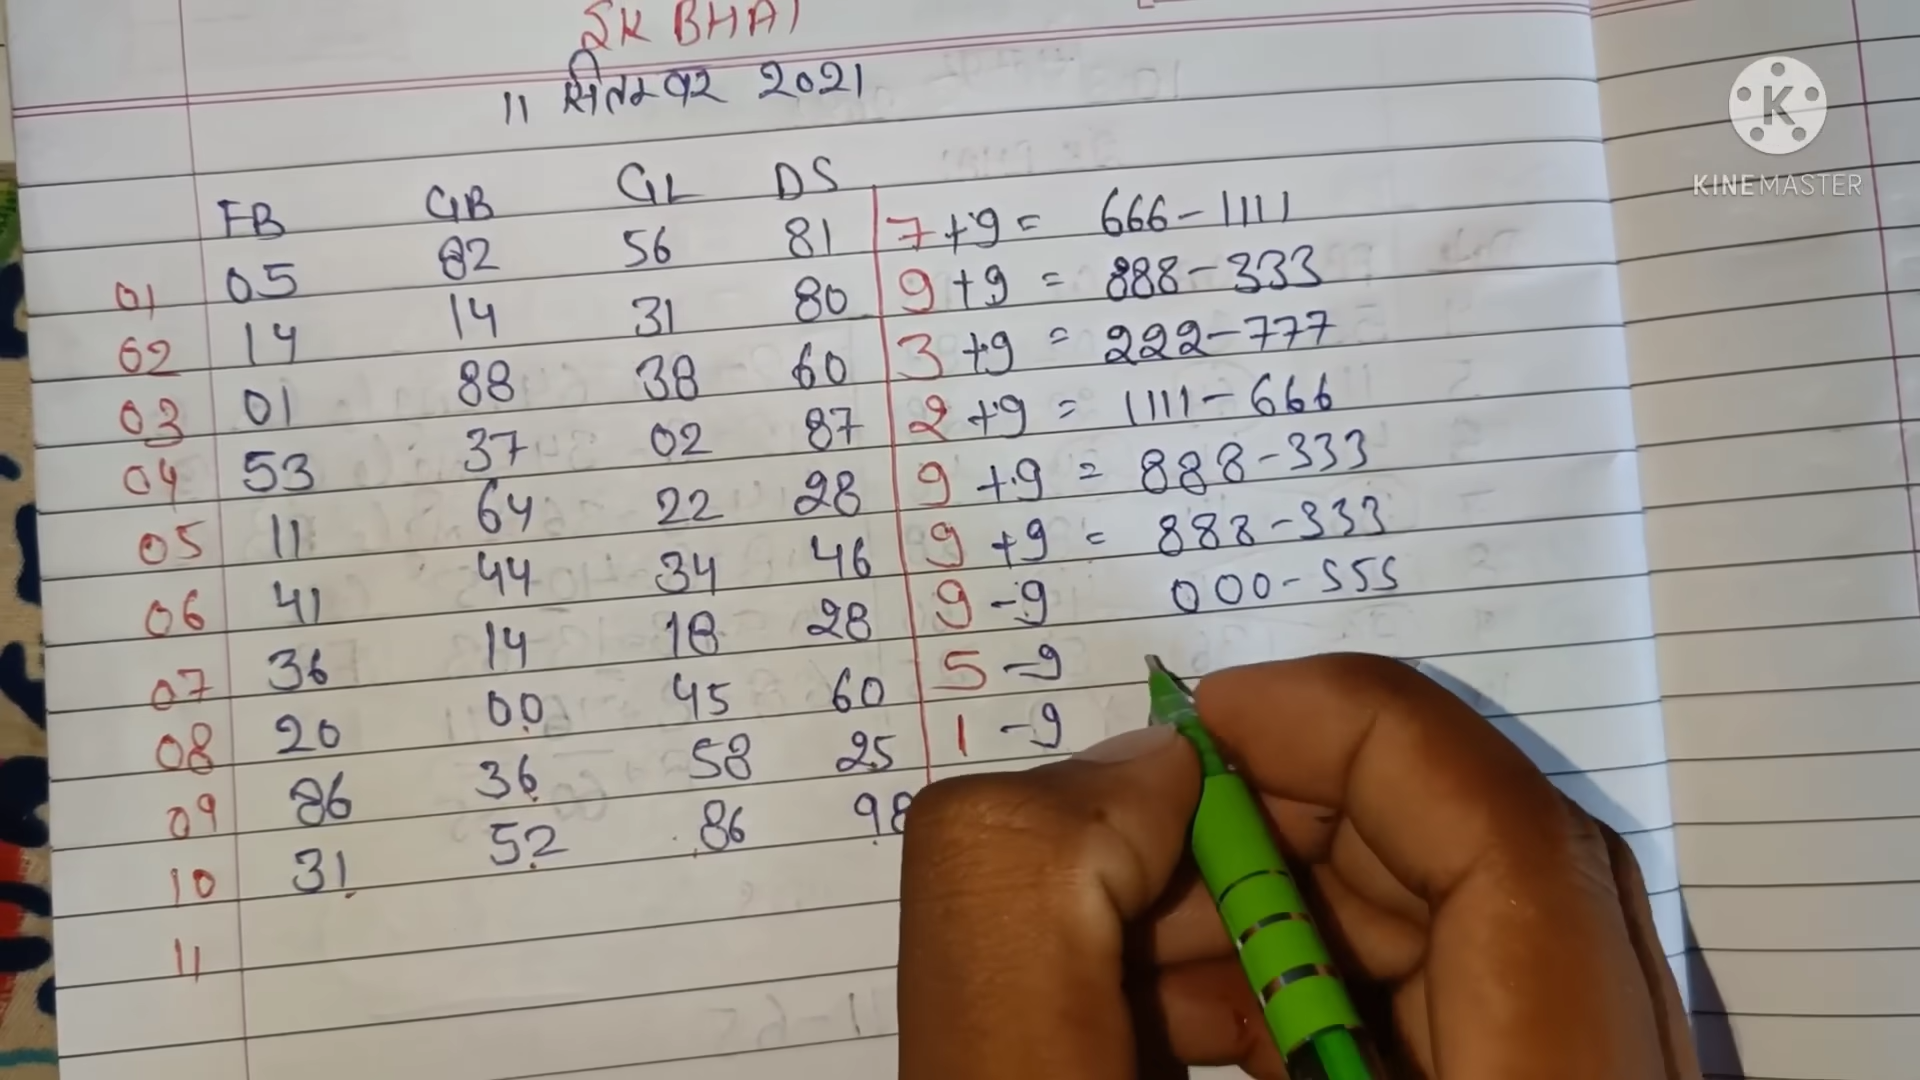 SK BHAI
11 सितम्बर 2021
KINEMASTER
FB GB GL DS
01 05 82 56 81 7+9= 666-1111
02 14 14 31 80 9+9 = 888-333
03 01 88 38 60 3+9 = 222-777
04 53 37 02 87 2+9 = 1111-666
05 11 64 22 28 9+9 = 888-333
06 41 44 34 46 9+9 = 888-333
07 36 14 18 28 9-9 000-555
08 20 00 45 60 5-9
09 86 36 58 25 1-9
10 31 52 86 98
11